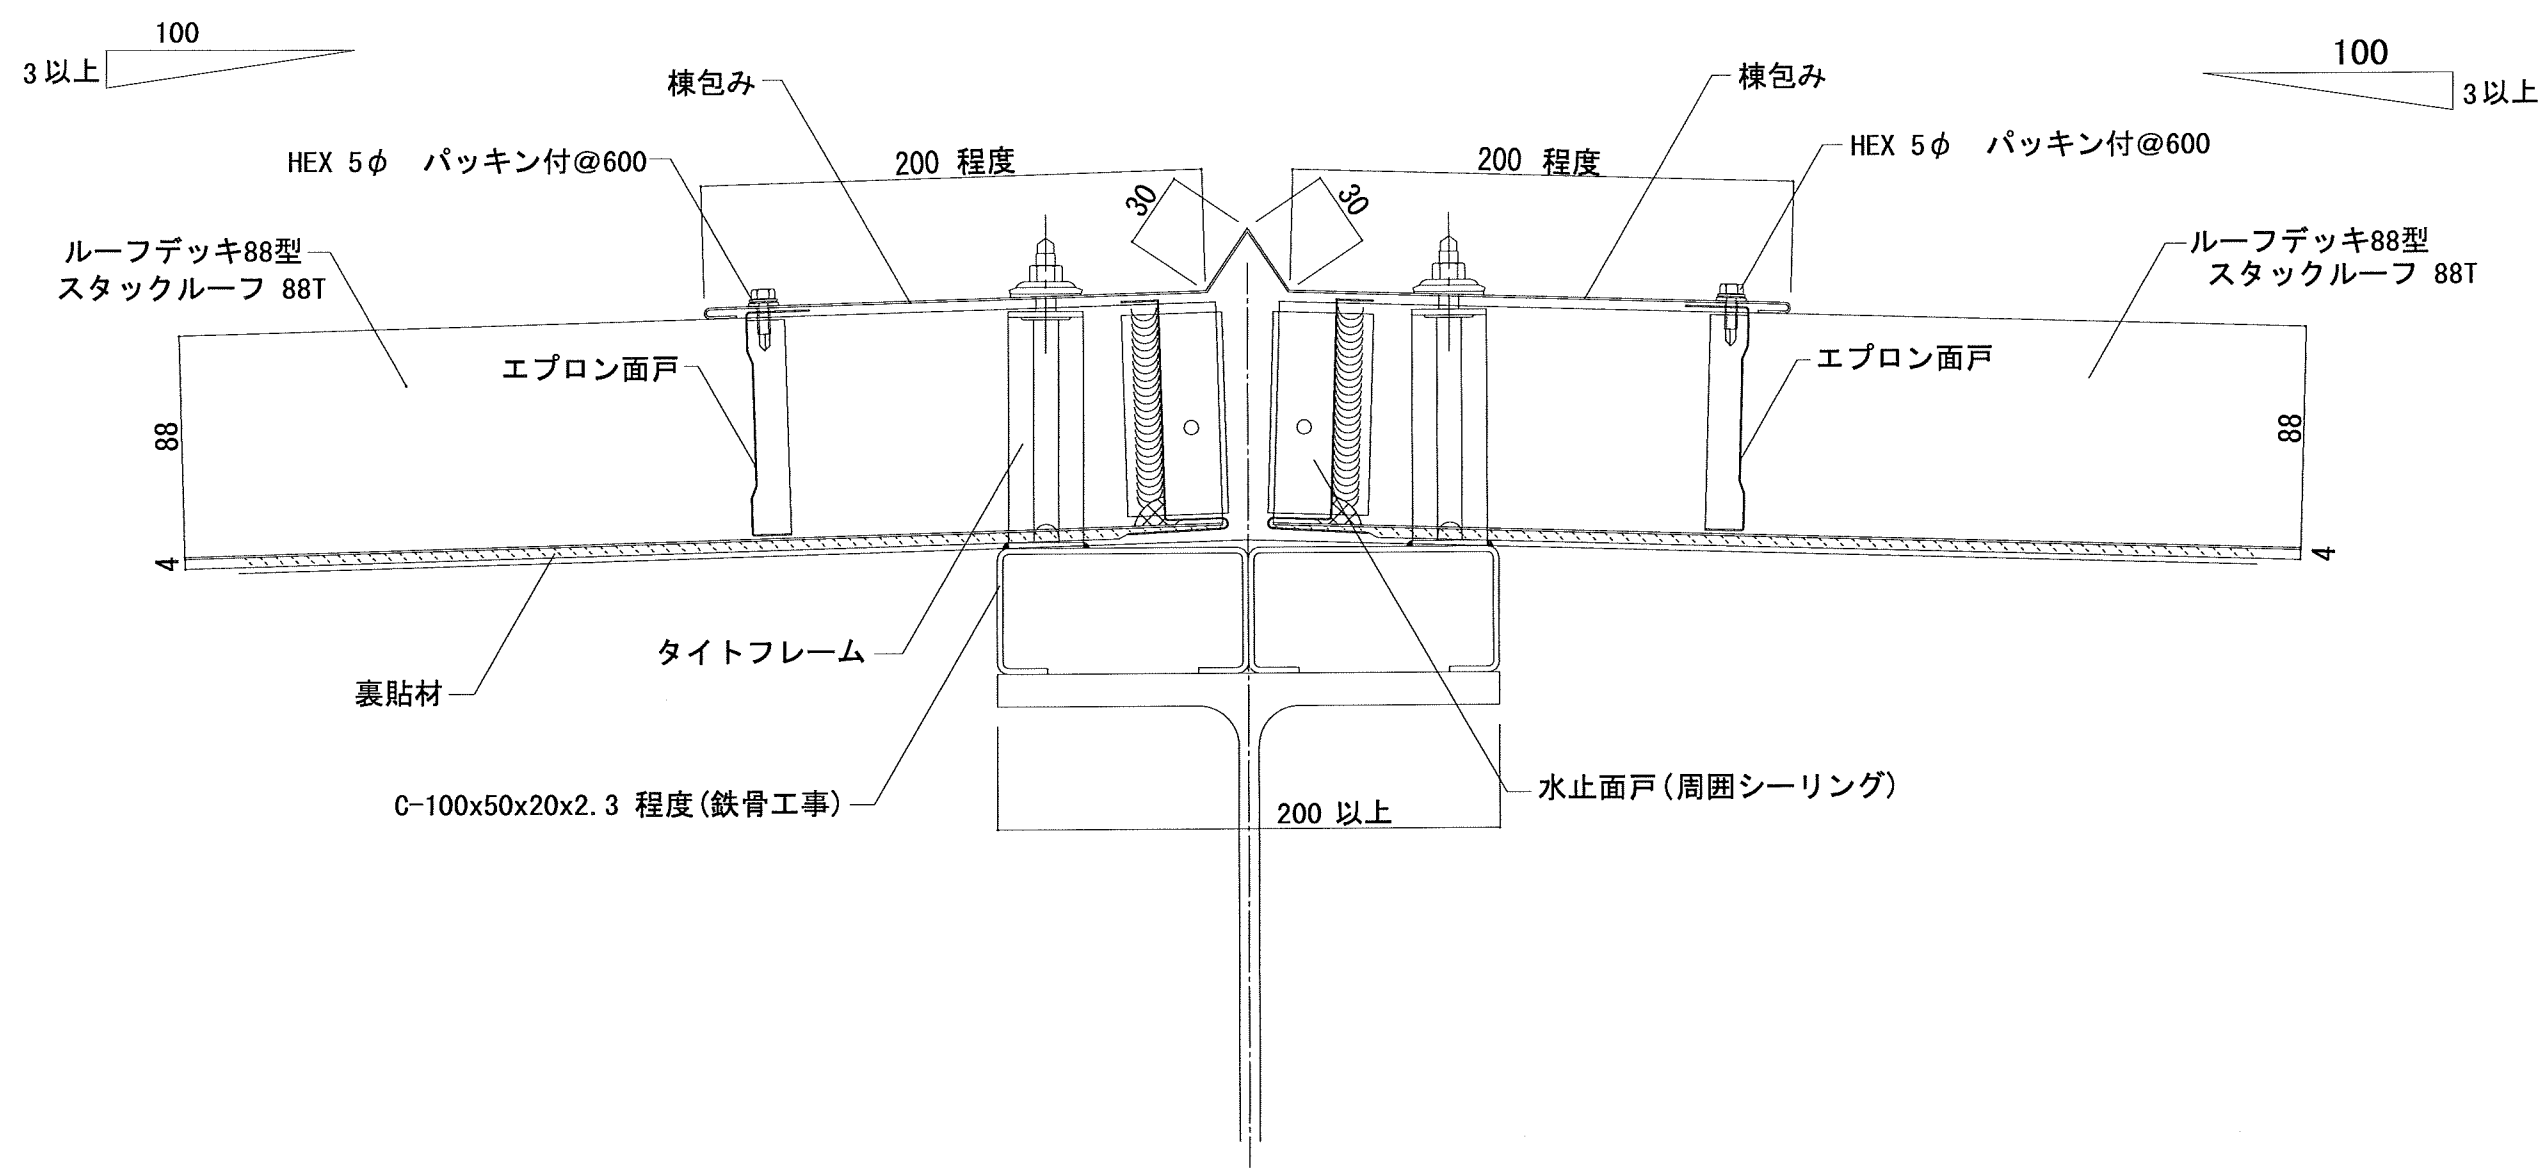 100
3以上
100
3以上
棟包み
棟包み
HEX 5φ パッキン付@600
200 程度
30
30
200 程度
HEX 5φ パッキン付@600
ルーフデッキ88型
スタックルーフ 88T
ルーフデッキ88型
スタックルーフ 88T
エプロン面戸
エプロン面戸
88
88
4
4
タイトフレーム
裏貼材
C-100x50x20x2.3 程度(鉄骨工事)
200 以上
水止面戸(周囲シーリング)